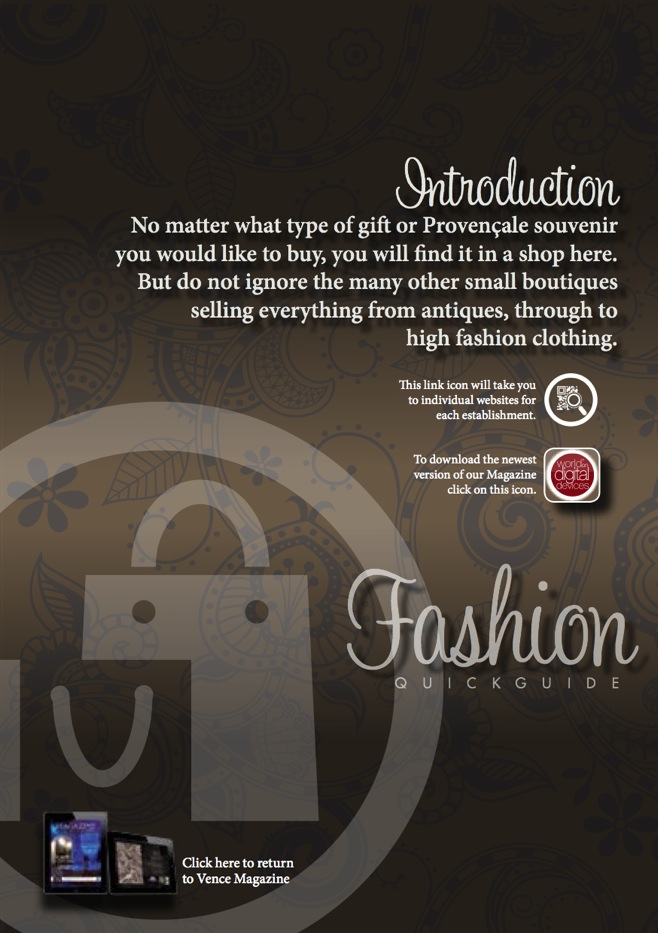 Introduction
No matter what type of gift or Provençale souvenir
you would like to buy, you will find it in a shop here.
But do not ignore the many other small boutiques
selling everything from antiques, through to
high fashion clothing.
This link icon will take you
to individual websites for
each establishment.
To download the newest
version of our Magazine
click on this icon.
world on
digital
devices
Fashion
QUICKGUIDE
Click here to return
to Vence Magazine